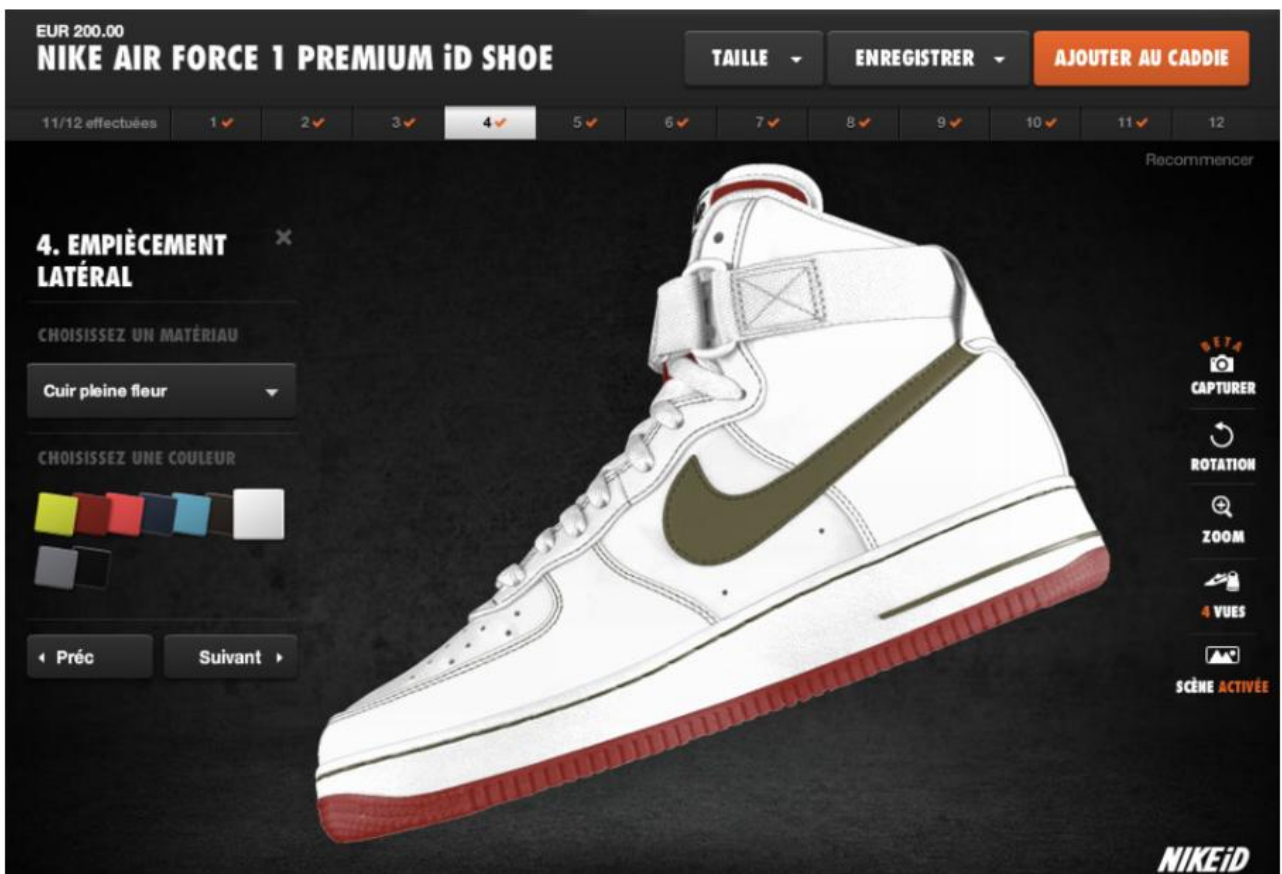 EUR 200.00
NIKE AIR FORCE 1 PREMIUM iD SHOE
TAILLE
ENREGISTRER
AJOUTER AU CADDIE
11/12 effectuées 1 2 3 4 5 6 7 8 9 10 11 12
Recommencer
4. EMPIÈCEMENT
LATÉRAL
CHOISISSEZ UN MATÉRIAU
Cuir pleine fleur
CHOISISSEZ UNE COULEUR
Préc
Suivant
BETA
CAPTURER
ROTATION
ZOOM
4 VUES
SCÈNE ACTIVÉE
NIKEiD